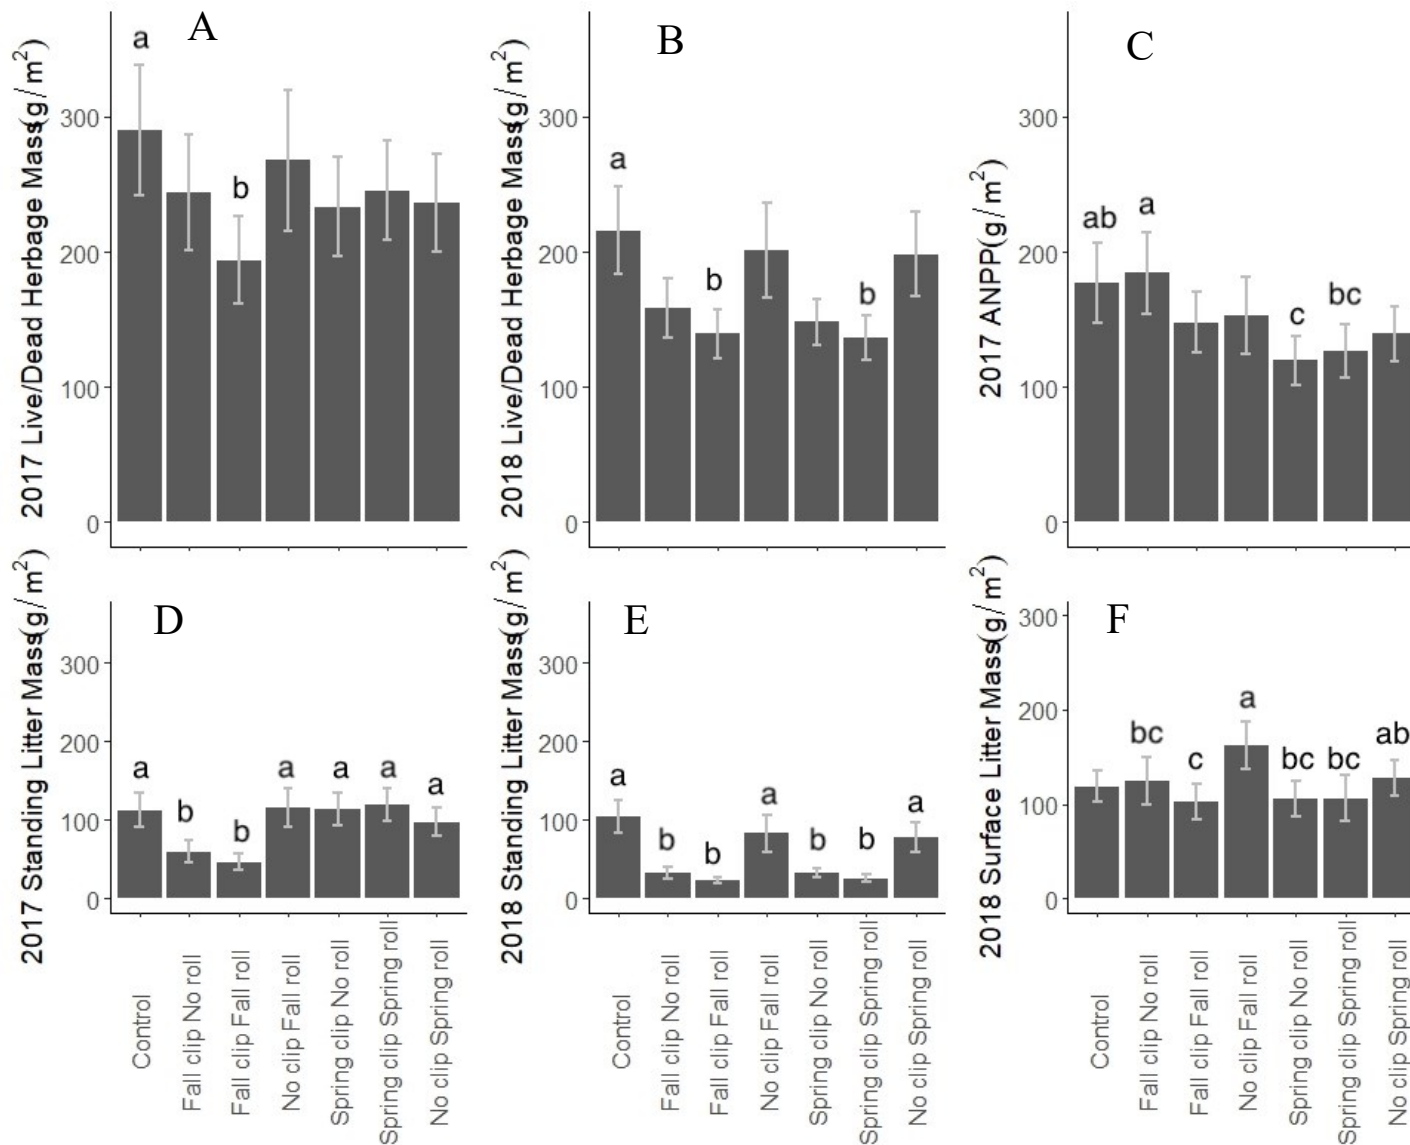 A
2017 Live/Dead Herbage Mass(g/m²)
300
200
100
0
a
b
B
2018 Live/Dead Herbage Mass(g/m²)
300
200
100
0
a
b
b
C
2017 ANPP(g/m²)
300
200
100
0
ab
a
c
bc
D
2017 Standing Litter Mass(g/m²)
300
200
100
0
a
b
b
a
a
a
a
Control
Fall clip No roll
Fall clip Fall roll
No clip Fall roll
Spring clip No roll
Spring clip Spring roll
No clip Spring roll
E
2018 Standing Litter Mass(g/m²)
300
200
100
0
a
b
b
a
b
b
a
Control
Fall clip No roll
Fall clip Fall roll
No clip Fall roll
Spring clip No roll
Spring clip Spring roll
No clip Spring roll
F
2018 Surface Litter Mass(g/m²)
300
200
100
0
bc
c
a
bc
bc
ab
Control
Fall clip No roll
Fall clip Fall roll
No clip Fall roll
Spring clip No roll
Spring clip Spring roll
No clip Spring roll